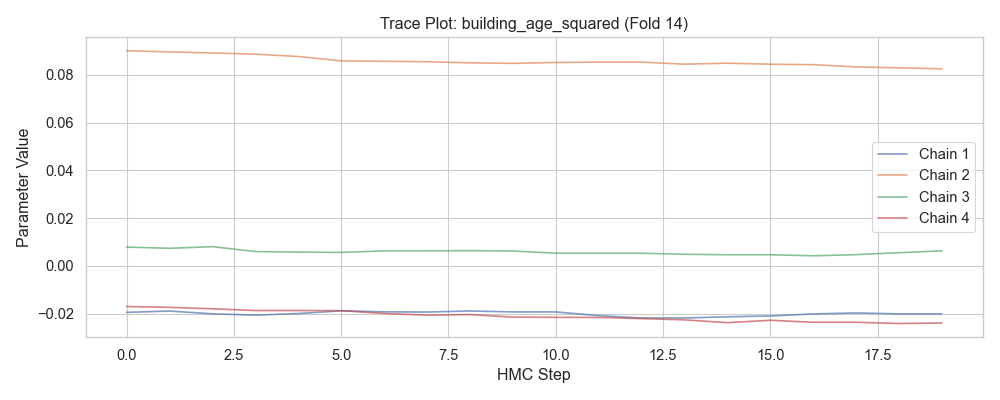 Trace Plot: building_age_squared (Fold 14)
Parameter Value
0.08
0.06
0.04
0.02
0.00
−0.02
Chain 1
Chain 2
Chain 3
Chain 4
0.0 2.5 5.0 7.5 10.0 12.5 15.0 17.5
HMC Step